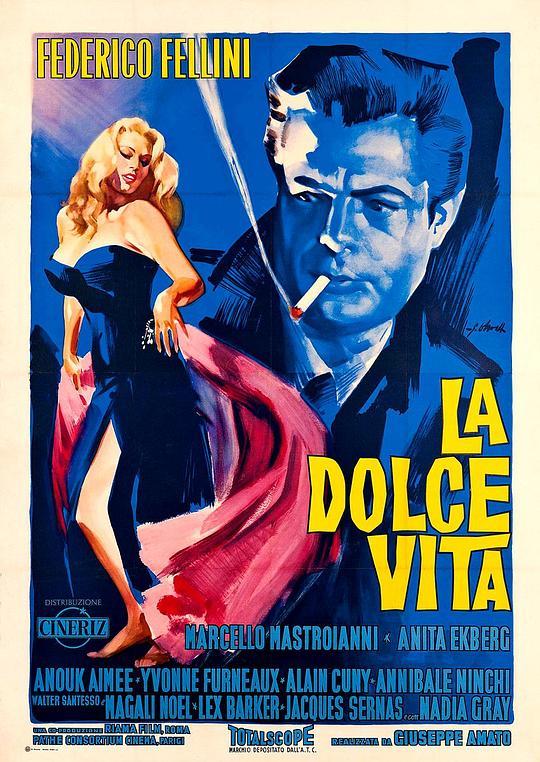 FEDERICO FELLINI
LA
DOLCE
VITA
DISTRIBUZIONE
CINERIZ
MARCELLO MASTROIANNI * ANITA EKBERG
ANOUK AIMEE * YVONNE FURNEAUX * ALAIN CUNY * ANNIBALE NINCHI
WALTER SANTESSO * MAGALI NOEL * LEX BARKER * JACQUES SERNAS e con NADIA GRAY
UNA CO-PRODUZIONE RIAMA FILM, ROMA
PATHE CONSORTIUM CINEMA, PARIGI
TOTALSCOPE
MARCHIO DEPOSITATO DALL'A.T.C.
REALIZZATA DA GIUSEPPE AMATO